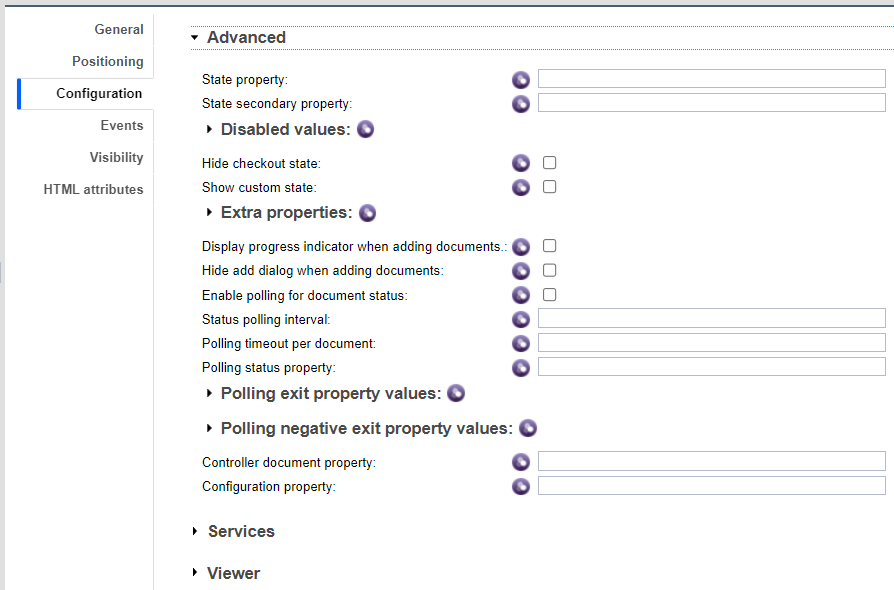 General
Positioning
Configuration
Events
Visibility
HTML attributes
Advanced
State property:
State secondary property:
Disabled values:
Hide checkout state:
Show custom state:
Extra properties:
Display progress indicator when adding documents.:
Hide add dialog when adding documents:
Enable polling for document status:
Status polling interval:
Polling timeout per document:
Polling status property:
Polling exit property values:
Polling negative exit property values:
Controller document property:
Configuration property:
Services
Viewer